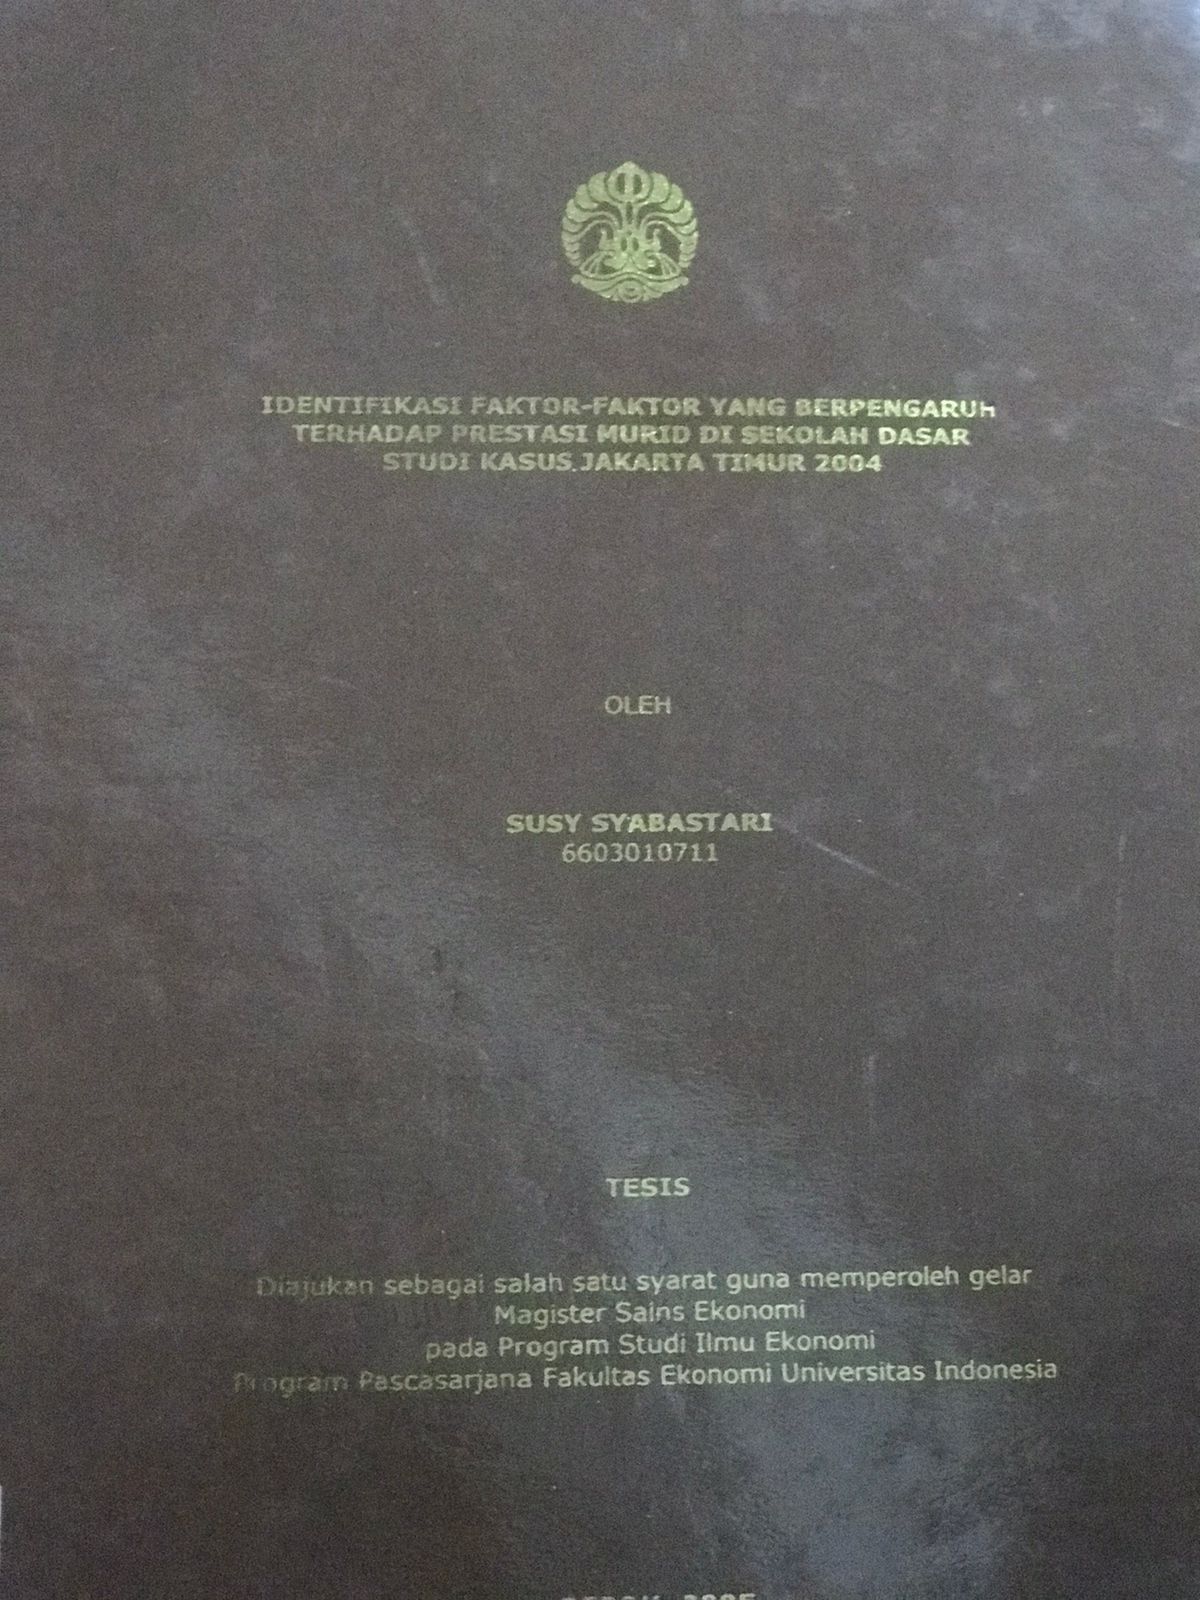 IDENTIFIKASI FAKTOR-FAKTOR YANG BERPENGARUH
TERHADAP PRESTASI MURID DI SEKOLAH DASAR
STUDI KASUS JAKARTA TIMUR 2004
OLEH
SUSY SYABASTARI
6603010711
TESIS
Diajukan sebagai salah satu syarat guna memperoleh gelar
Magister Sains Ekonomi
pada Program Studi Ilmu Ekonomi
Program Pascasarjana Fakultas Ekonomi Universitas Indonesia